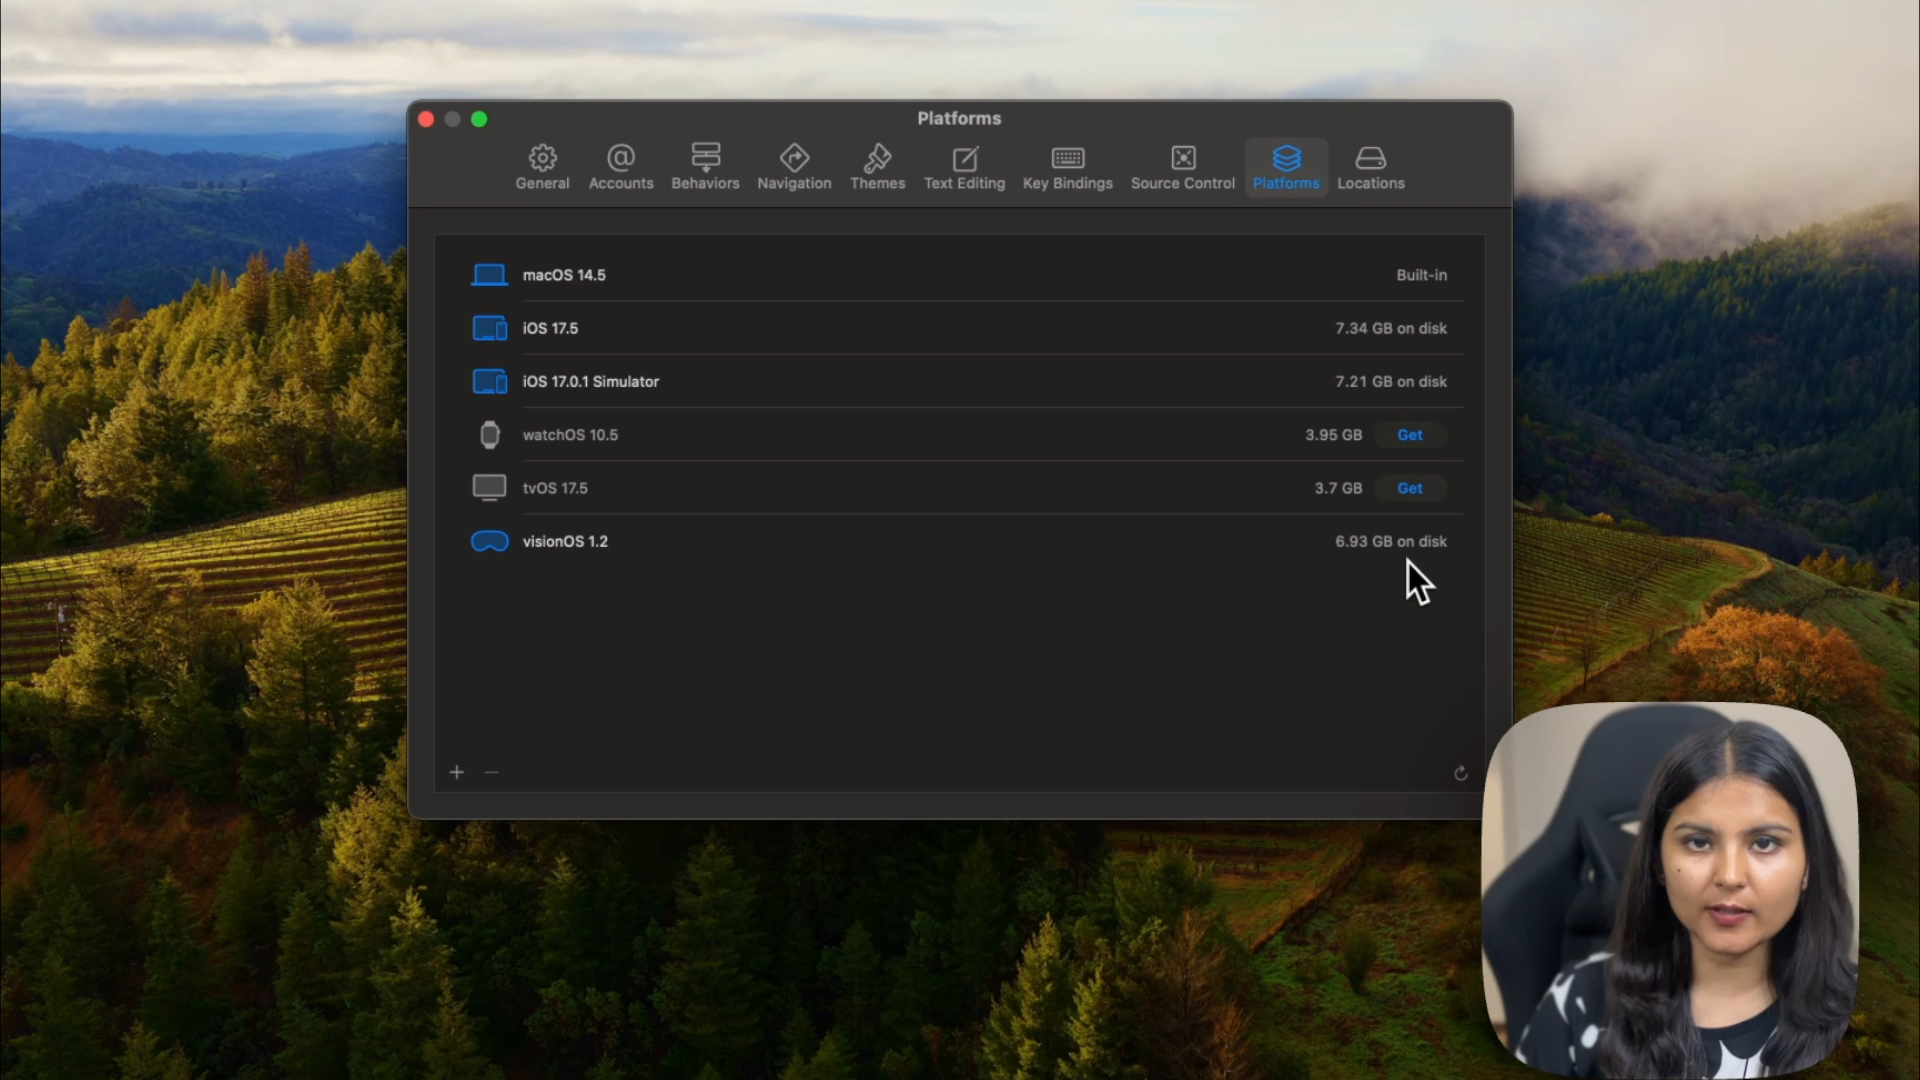 Platforms
General Accounts Behaviors Navigation Themes Text Editing Key Bindings Source Control Platforms Locations
macOS 14.5 Built-in
iOS 17.5 7.34 GB on disk
iOS 17.0.1 Simulator 7.21 GB on disk
watchOS 10.5 3.95 GB Get
tvOS 17.5 3.7 GB Get
visionOS 1.2 6.93 GB on disk